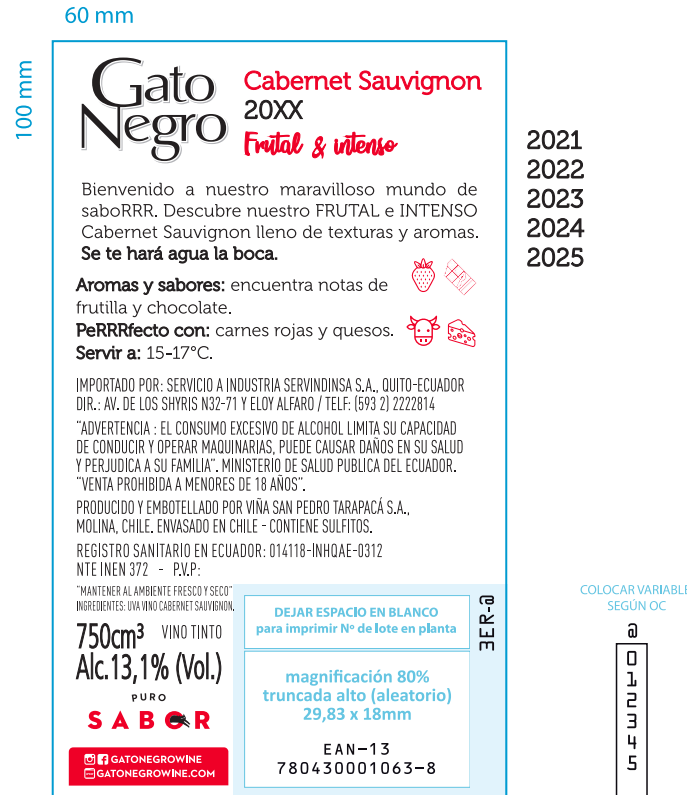 60 mm
100 mm
Gato
Negro
Cabernet Sauvignon
20XX
Frutal & intenso
Bienvenido a nuestro maravilloso mundo de
saboRRR. Descubre nuestro FRUTAL e INTENSO
Cabernet Sauvignon lleno de texturas y aromas.
Se te hará agua la boca.
Aromas y sabores: encuentra notas de
frutilla y chocolate.
PeRRRfecto con: carnes rojas y quesos.
Servir a: 15-17°C.
IMPORTADO POR: SERVICIO A INDUSTRIA SERVINDINSA S.A., QUITO-ECUADOR
DIR.: AV. DE LOS SHYRIS N32-71 Y ELOY ALFARO / TELF: (593 2) 2222814
"ADVERTENCIA : EL CONSUMO EXCESIVO DE ALCOHOL LIMITA SU CAPACIDAD
DE CONDUCIR Y OPERAR MAQUINARIAS, PUEDE CAUSAR DAÑOS EN SU SALUD
Y PERJUDICA A SU FAMILIA". MINISTERIO DE SALUD PUBLICA DEL ECUADOR.
"VENTA PROHIBIDA A MENORES DE 18 AÑOS".
PRODUCIDO Y EMBOTELLADO POR VIÑA SAN PEDRO TARAPACÁ S.A.,
MOLINA, CHILE. ENVASADO EN CHILE - CONTIENE SULFITOS.
REGISTRO SANITARIO EN ECUADOR: 014118-INHQAE-0312
NTE INEN 372 - P.V.P:
"MANTENER AL AMBIENTE FRESCO Y SECO"
INGREDIENTES: UVA VINO CABERNET SAUVIGNON.
750cm³ VINO TINTO
Alc.13,1% (Vol.)
PURO
SABOR
GATONEGROWINE
GATONEGROWINE.COM
DEJAR ESPACIO EN BLANCO
para imprimir Nº de lote en planta
3ER-a
magnificación 80%
truncada alto (aleatorio)
29,83 x 18mm
EAN-13
780430001063-8
2021
2022
2023
2024
2025
COLOCAR VARIABLE
SEGÚN OC
a
0
1
2
3
4
5